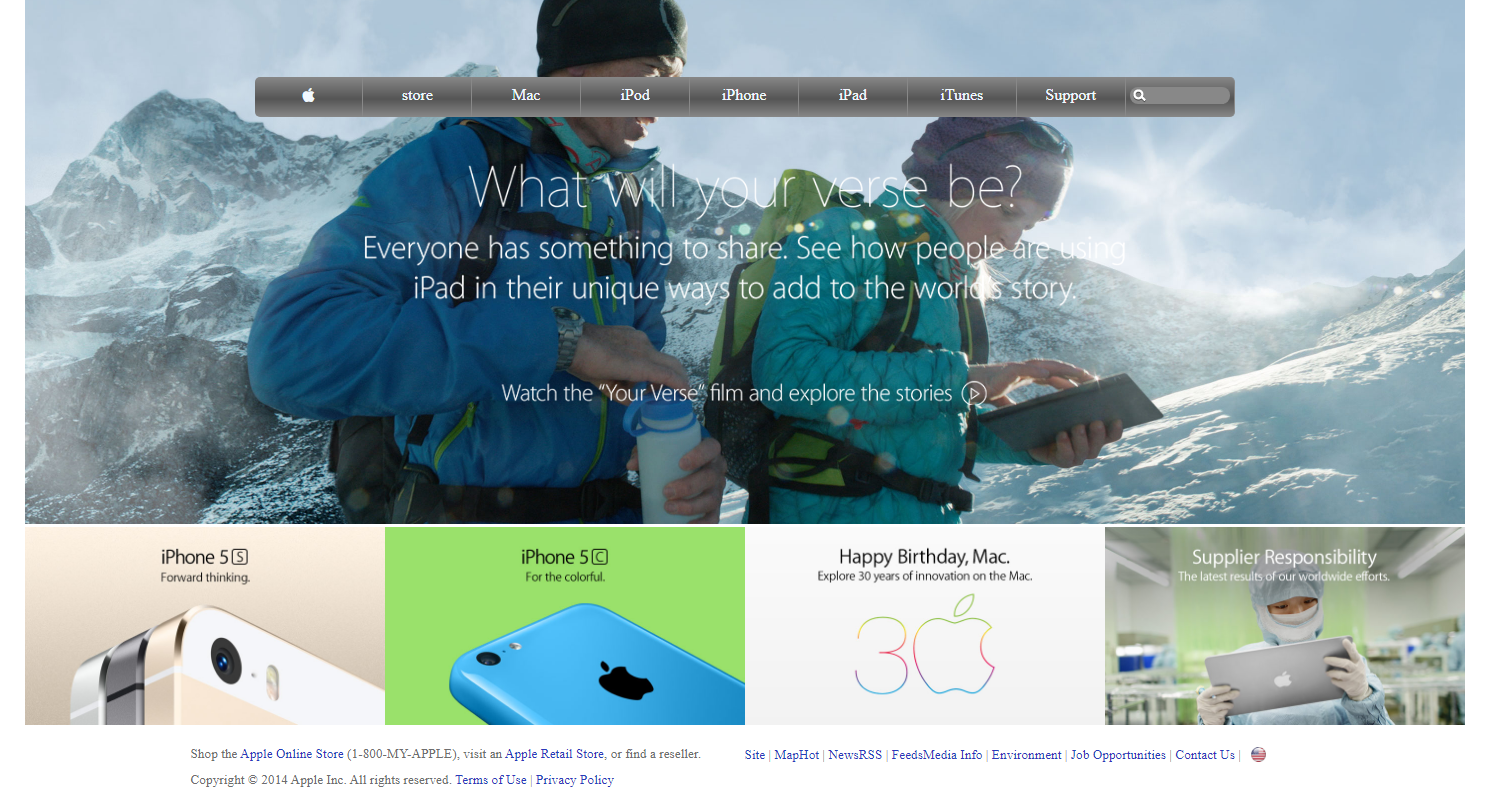 store Mac iPod iPhone iPad iTunes Support
What will your verse be?
Everyone has something to share. See how people are using
iPad in their unique ways to add to the world's story.
Watch the “Your Verse” film and explore the stories
iPhone 5S
Forward thinking.
iPhone 5C
For the colorful.
Happy Birthday, Mac.
Explore 30 years of innovation on the Mac.
30
Supplier Responsibility
The latest results of our worldwide efforts.
Shop the Apple Online Store (1-800-MY-APPLE), visit an Apple Retail Store, or find a reseller.
Site | MapHot | NewsRSS | FeedsMedia Info | Environment | Job Opportunities | Contact Us |
Copyright © 2014 Apple Inc. All rights reserved. Terms of Use | Privacy Policy